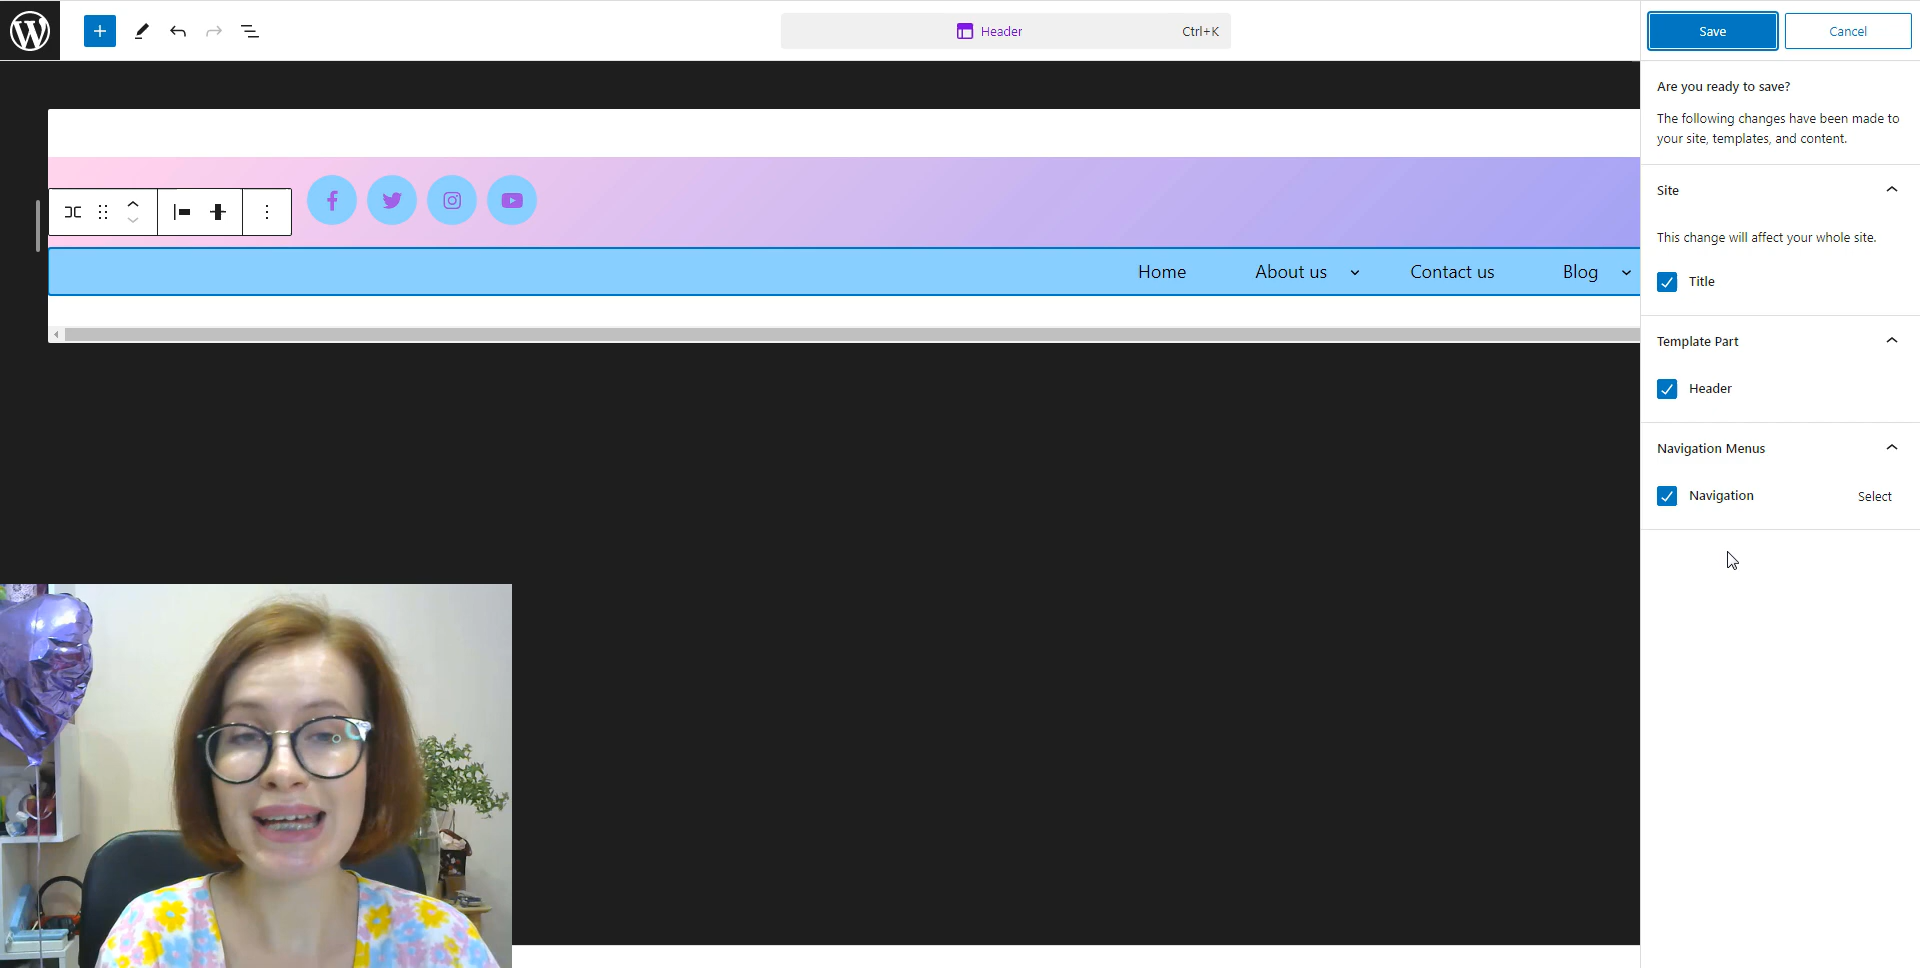 Header
Ctrl+K
Save
Cancel
Are you ready to save?
The following changes have been made to
your site, templates, and content.
Site
This change will affect your whole site.
Title
Template Part
Header
Navigation Menus
Navigation
Select
Home
About us
Contact us
Blog